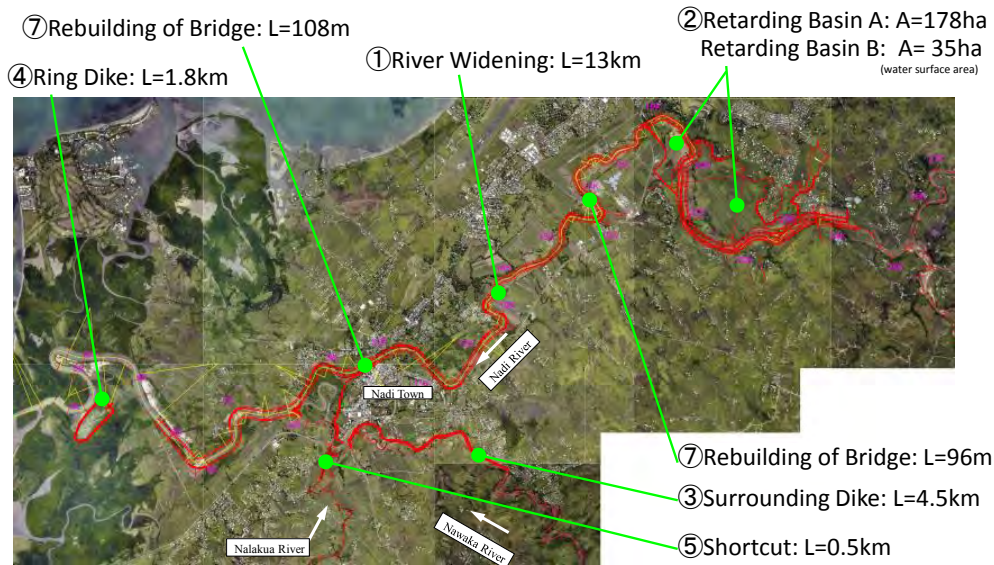 ⑦Rebuilding of Bridge: L=108m
②Retarding Basin A: A=178ha
Retarding Basin B: A= 35ha
(water surface area)
④Ring Dike: L=1.8km
①River Widening: L=13km
Nadi River
Nadi Town
⑦Rebuilding of Bridge: L=96m
③Surrounding Dike: L=4.5km
Nawaka River
Nalakua River
⑤Shortcut: L=0.5km